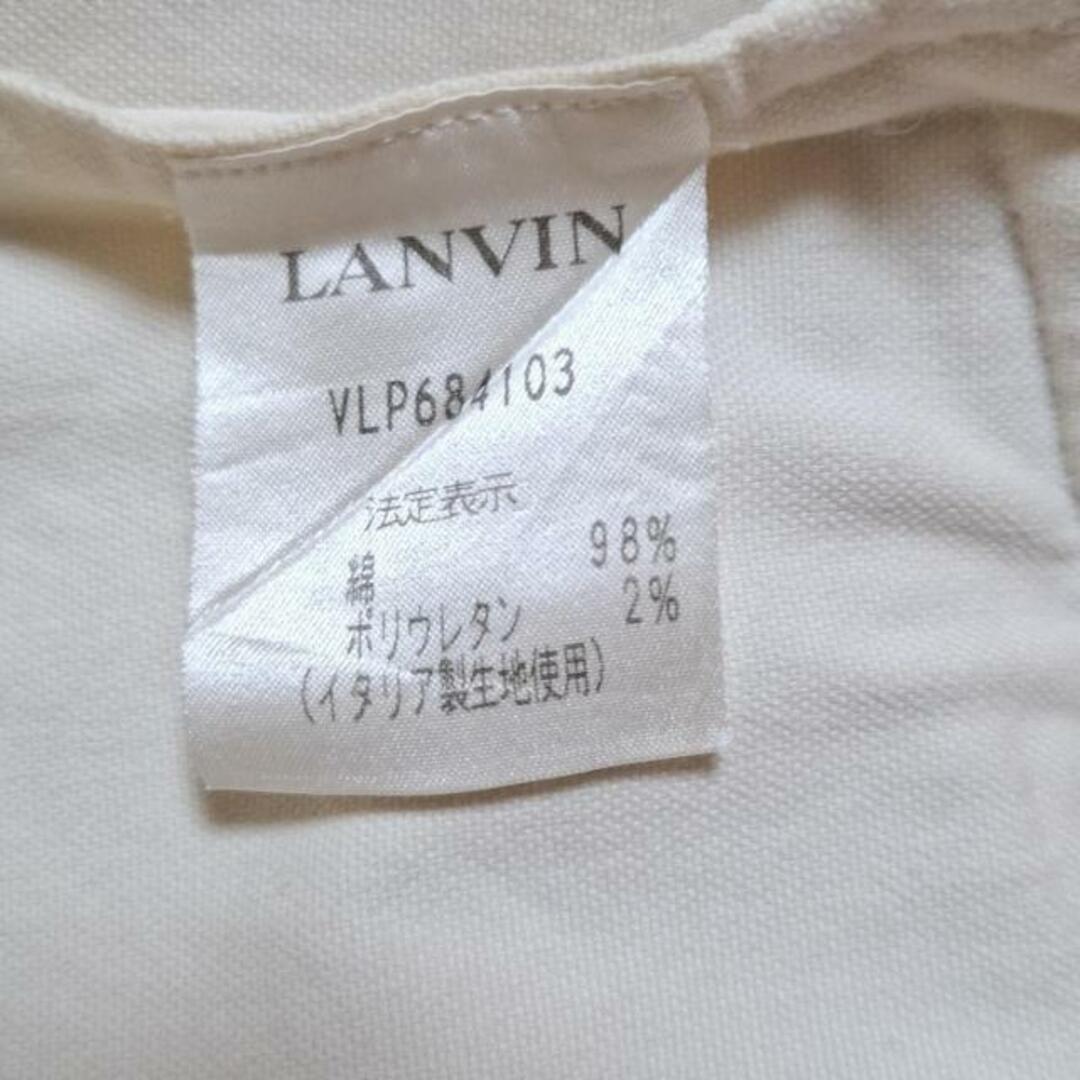 LANVIN
VLP684103
法定表示
綿 98%
ポリウレタン 2%
(イタリア製生地使用)